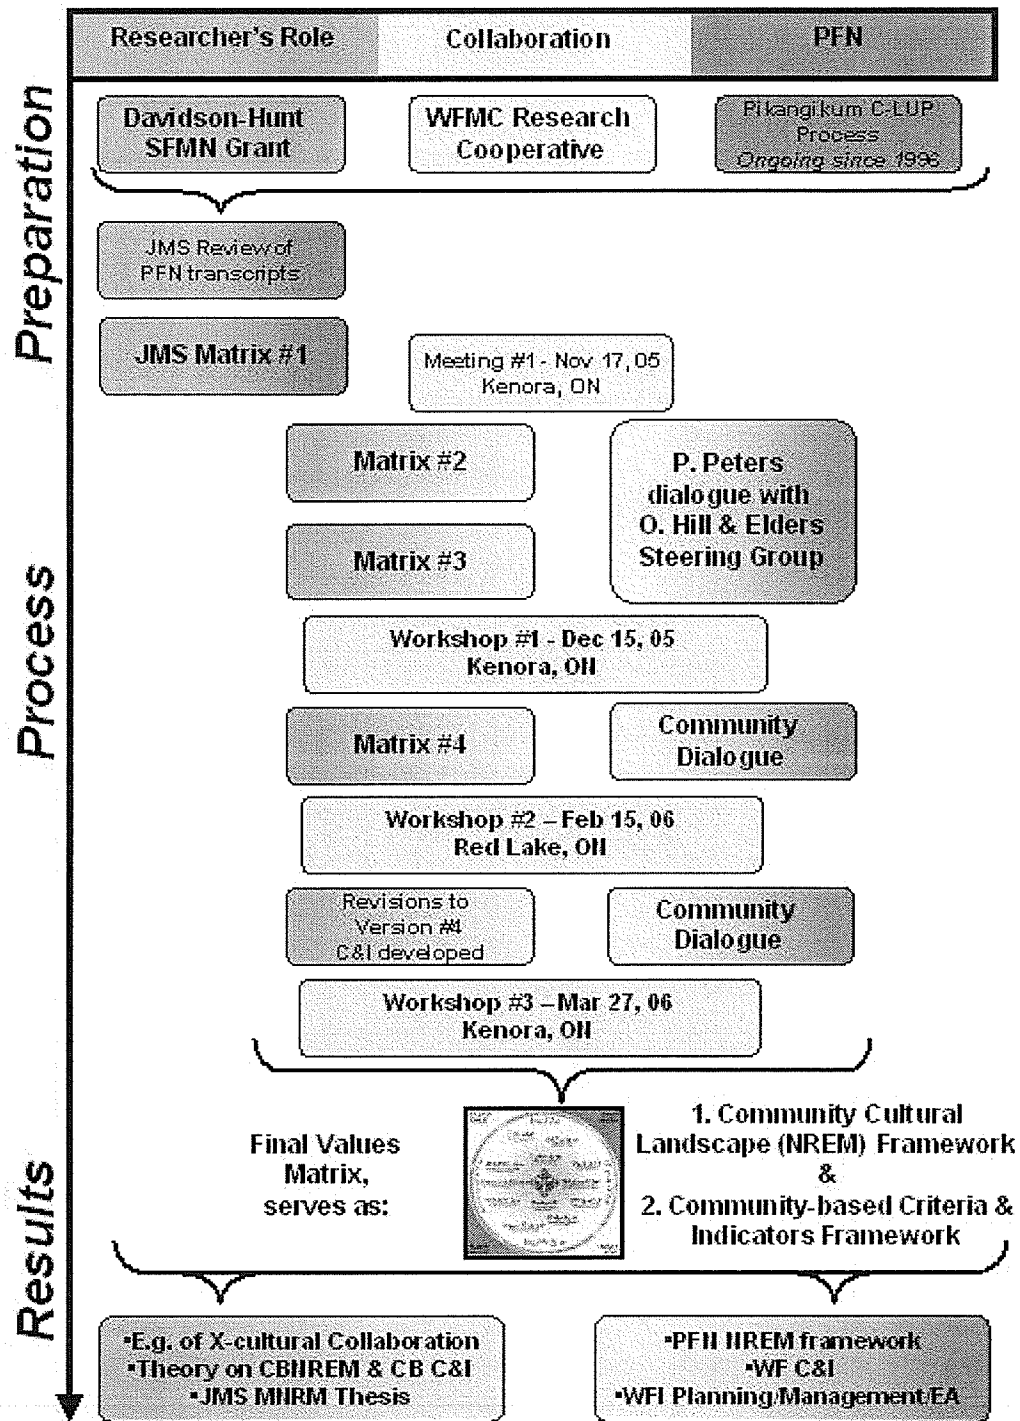 Researcher's Role
Collaboration
PFN
Preparation
Davidson-Hunt
SFMN Grant
WFMC Research
Cooperative
Pikangikum C-LUP
Process
Ongoing since 1996
JMS Review of
PFN transcripts
JMS Matrix #1
Meeting #1 - Nov 17, 05
Kenora, ON
Process
Matrix #2
P. Peters
dialogue with
O. Hill & Elders
Steering Group
Matrix #3
Workshop #1 - Dec 15, 05
Kenora, ON
Matrix #4
Community
Dialogue
Workshop #2 – Feb 15, 06
Red Lake, ON
Revisions to
Version #4
C&I developed
Community
Dialogue
Workshop #3 – Mar 27, 06
Kenora, ON
Results
Final Values
Matrix,
serves as:
1. Community Cultural
Landscape (NREM) Framework
&
2. Community-based Criteria &
Indicators Framework
▪E.g. of X-cultural Collaboration
▪Theory on CBNREM & CB C&I
▪JMS MNRM Thesis
▪PFN NREM framework
▪WF C&I
▪WFI Planning/Management/EA